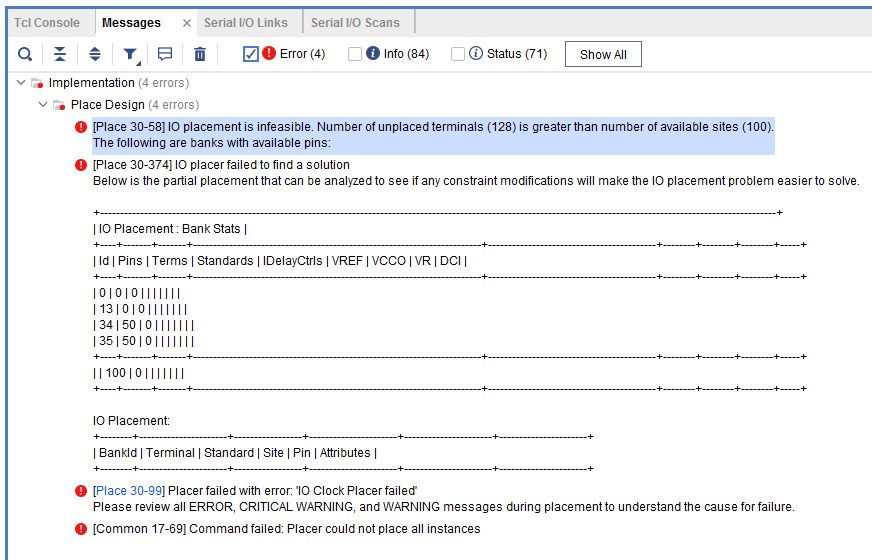 Tcl Console Messages × Serial I/O Links Serial I/O Scans
Error (4) Info (84) Status (71) Show All
Implementation (4 errors)
Place Design (4 errors)
[Place 30-58] IO placement is infeasible. Number of unplaced terminals (128) is greater than number of available sites (100).
The following are banks with available pins:
[Place 30-374] IO placer failed to find a solution
Below is the partial placement that can be analyzed to see if any constraint modifications will make the IO placement problem easier to solve.
| IO Placement : Bank Stats |
| Id | Pins | Terms | Standards | IDelayCtrls | VREF | VCCO | VR | DCI |
| 0 | 0 | 0 | | | | | | |
| 13 | 0 | 0 | | | | | | |
| 34 | 50 | 0 | | | | | | |
| 35 | 50 | 0 | | | | | | |
| | 100 | 0 | | | | | | |
IO Placement:
| BankId | Terminal | Standard | Site | Pin | Attributes |
[Place 30-99] Placer failed with error: 'IO Clock Placer failed'
Please review all ERROR, CRITICAL WARNING, and WARNING messages during placement to understand the cause for failure.
[Common 17-69] Command failed: Placer could not place all instances